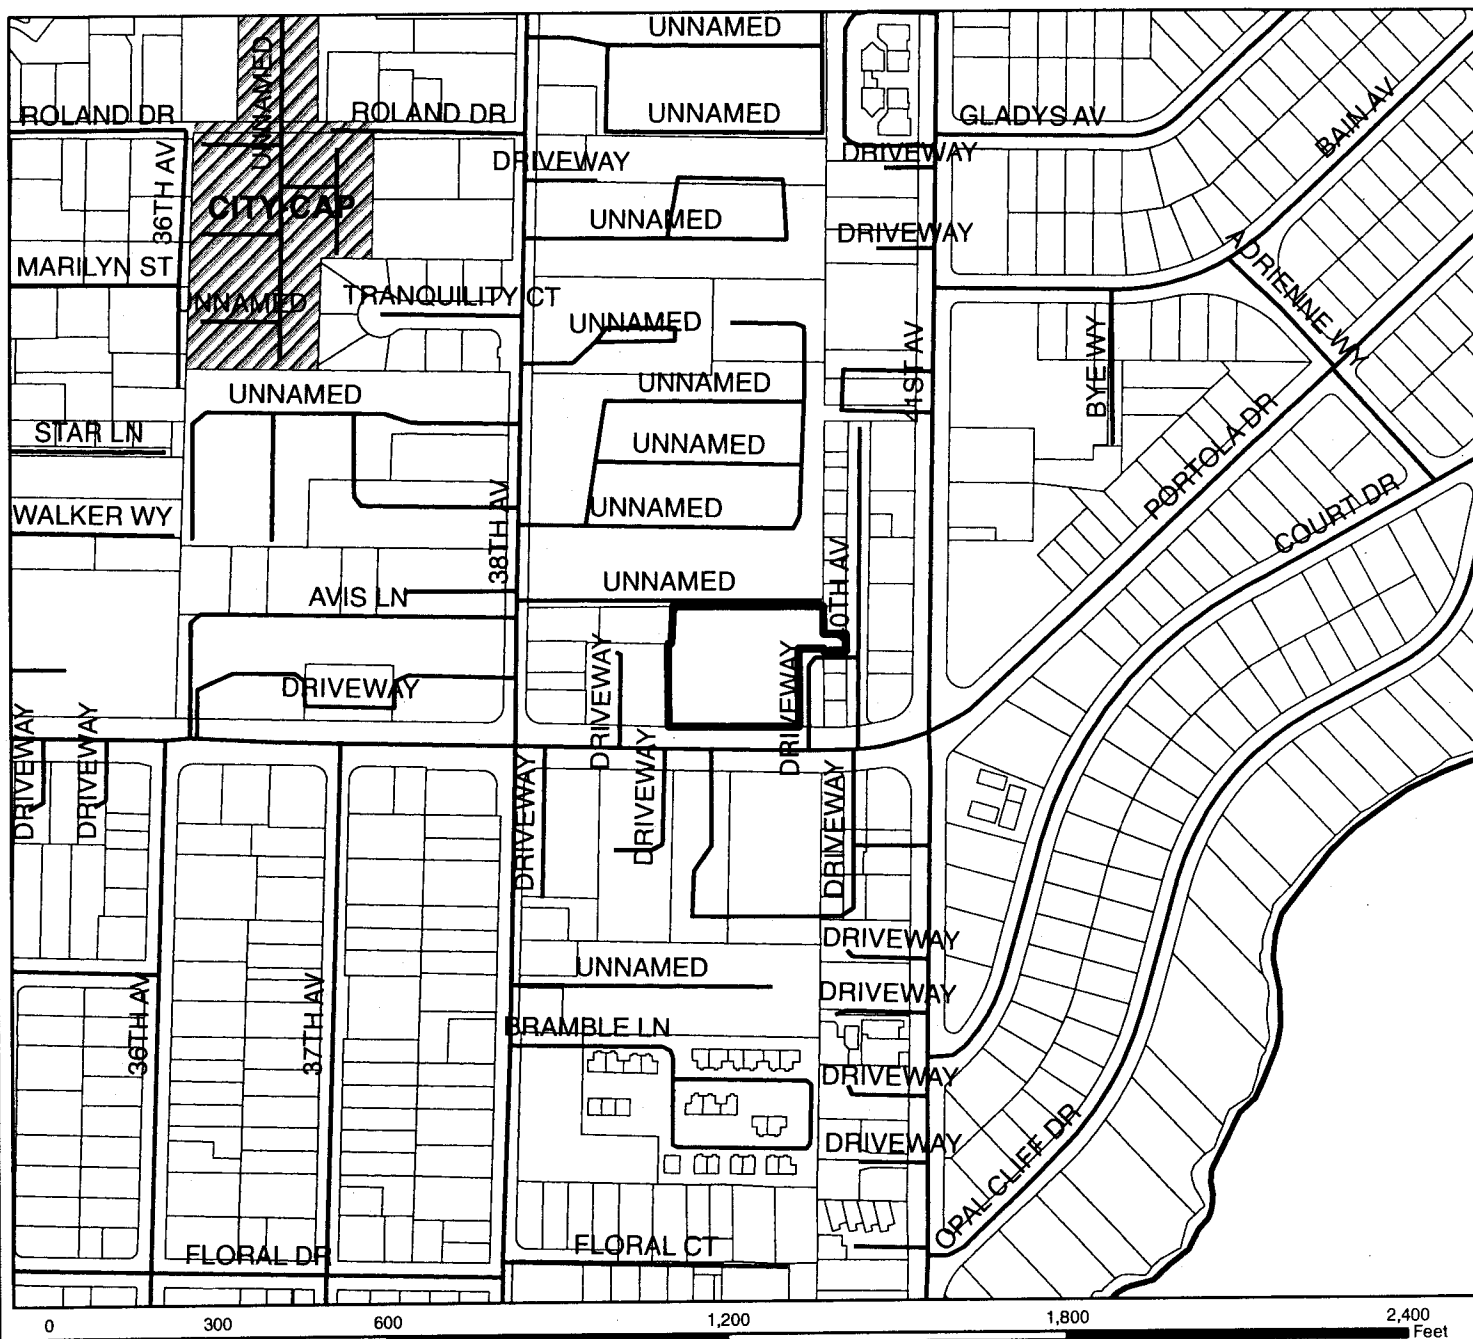 UNNAMED
UNNAMED
ROLAND DR
ROLAND DR
UNNAMED
GLADYS AV
BAIN AV
DRIVEWAY
DRIVEWAY
36TH AV
CITY CAP
UNNAMED
DRIVEWAY
ADRIENNE WY
MARILYN ST
UNNAMED
TRANQUILITY CT
UNNAMED
41ST AV
BYE WY
UNNAMED
UNNAMED
STAR LN
UNNAMED
PORTOLA DR
WALKER WY
38TH AV
UNNAMED
COURT DR
AVIS LN
UNNAMED
0TH AV
DRIVEWAY
DRIVEWAY
DRIVEWAY
DRIVEWAY
DRIVEWAY
DRIVEWAY
DRIVEWAY
DRIVEWAY
DRIVEWAY
DRIVEWAY
UNNAMED
36TH AV
37TH AV
DRIVEWAY
BRAMBLE LN
DRIVEWAY
DRIVEWAY
OPAL CLIFF DR
FLORAL DR
FLORAL CT
0 300 600 1,200 1,800 2,400
Feet